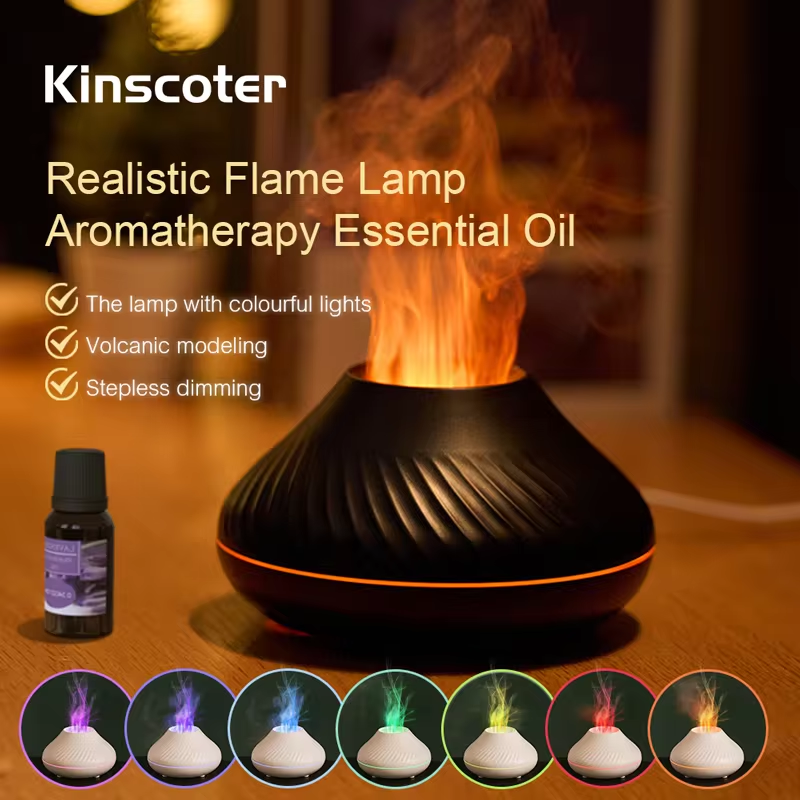 Kinscoter
Realistic Flame Lamp
Aromatherapy Essential Oil
The lamp with colourful lights
Volcanic modeling
Stepless dimming